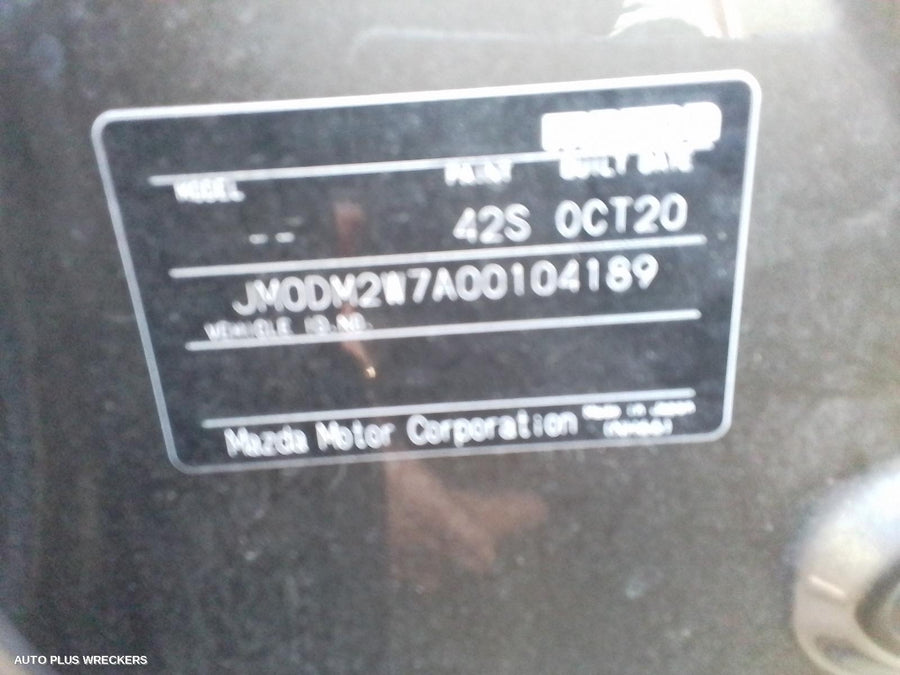 MODEL PAINT BUILT DATE
-- 42S OCT20
JM0DM2W7A00104189
VEHICLE ID.NO.
Mazda Motor Corporation Made in Japan
AUTO PLUS WRECKERS